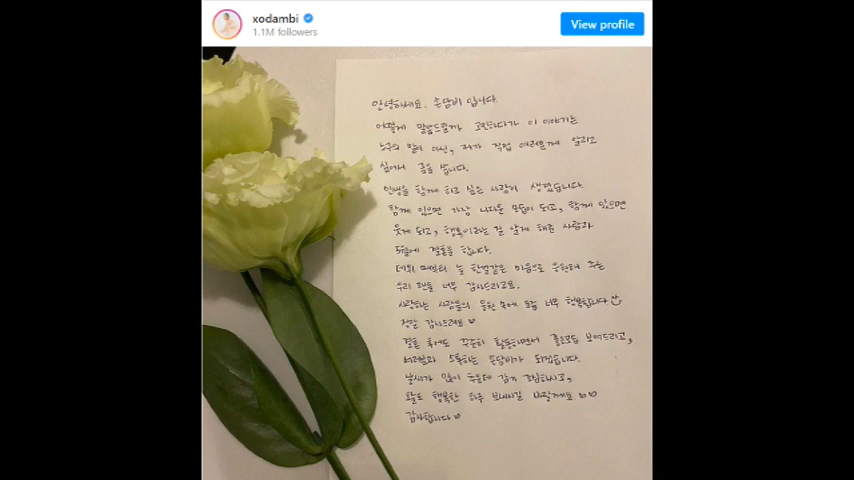 xodambi
1.1M followers
View profile
안녕하세요. 손담비 입니다.
어떻게 말씀드릴까 고민하다가 이 이야기는
누구의 말이 아닌, 제가 직접 여러분께 알리고
싶어서 글을 씁니다.
인생을 함께 하고 싶은 사람이 생겼습니다.
함께 있으면 가장 나다운 모습이 되고, 함께 있으면
웃게 되고, 행복이라는 걸 알게 해준 사람과
5월에 결혼을 합니다.
데뷔 때부터 늘 한결같은 마음으로 응원해 주는
우리 팬들 너무 감사드리고요.
사랑하는 사람들의 응원 속에 오늘 너무 행복합니다
정말 감사드려요 ♡
결혼 후에도 꾸준히 활동하면서 좋은모습 보여드리고,
여러분과 소통하는 손담비가 되겠습니다.
날씨가 많이 추운데 감기 조심하시고,
오늘도 행복한 하루 보내시길 바랄게요 ♡♡
감사합니다 ♡